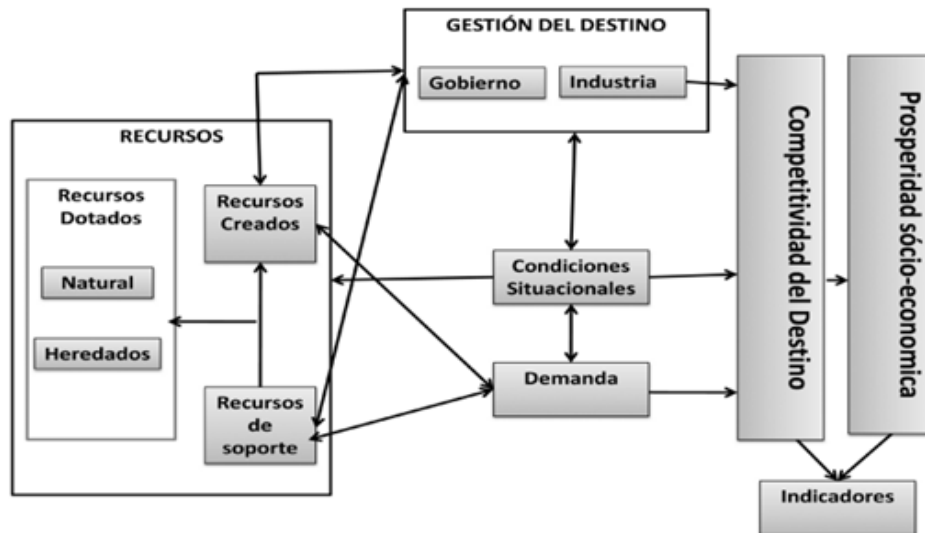 GESTIÓN DEL DESTINO
Gobierno
Industria
RECURSOS
Recursos
Dotados
Natural
Heredados
Recursos
Creados
Recursos
de
soporte
Condiciones
Situacionales
Demanda
Competitividad del Destino
Prosperidad sócio-economica
Indicadores